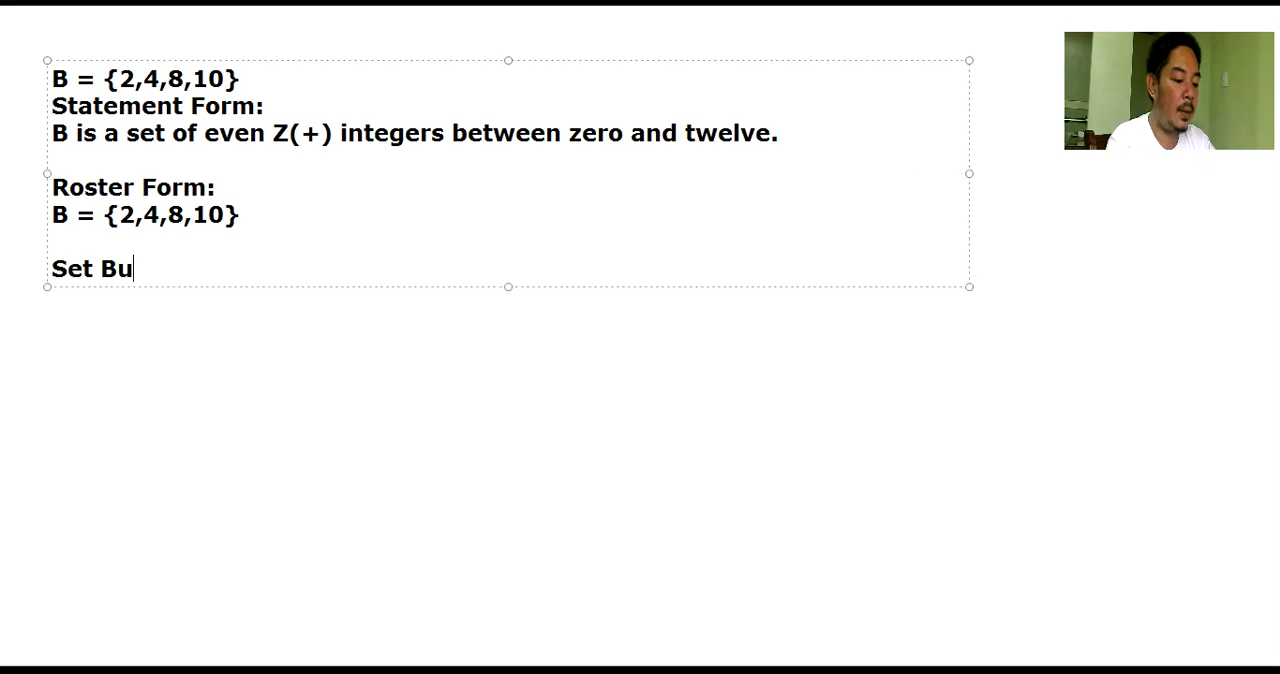 B = {2,4,8,10}
Statement Form:
B is a set of even Z(+) integers between zero and twelve.
Roster Form:
B = {2,4,8,10}
Set Bu